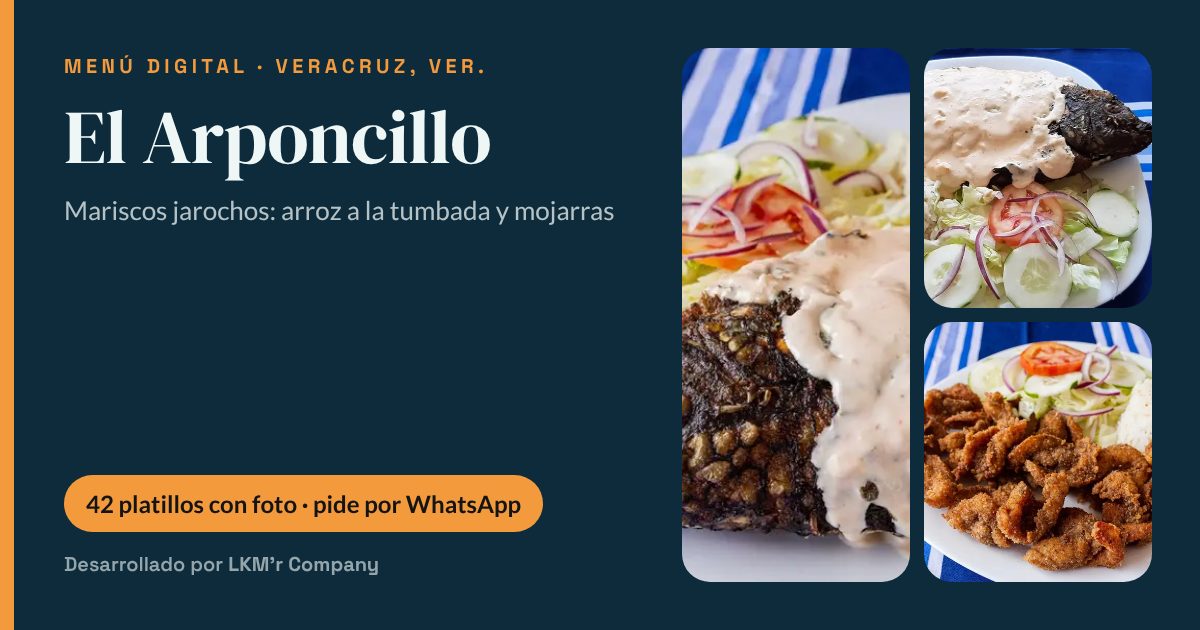 MENÚ DIGITAL · VERACRUZ, VER.
El Arponcillo
Mariscos jarochos: arroz a la tumbada y mojarras
42 platillos con foto · pide por WhatsApp
Desarrollado por LKM’r Company